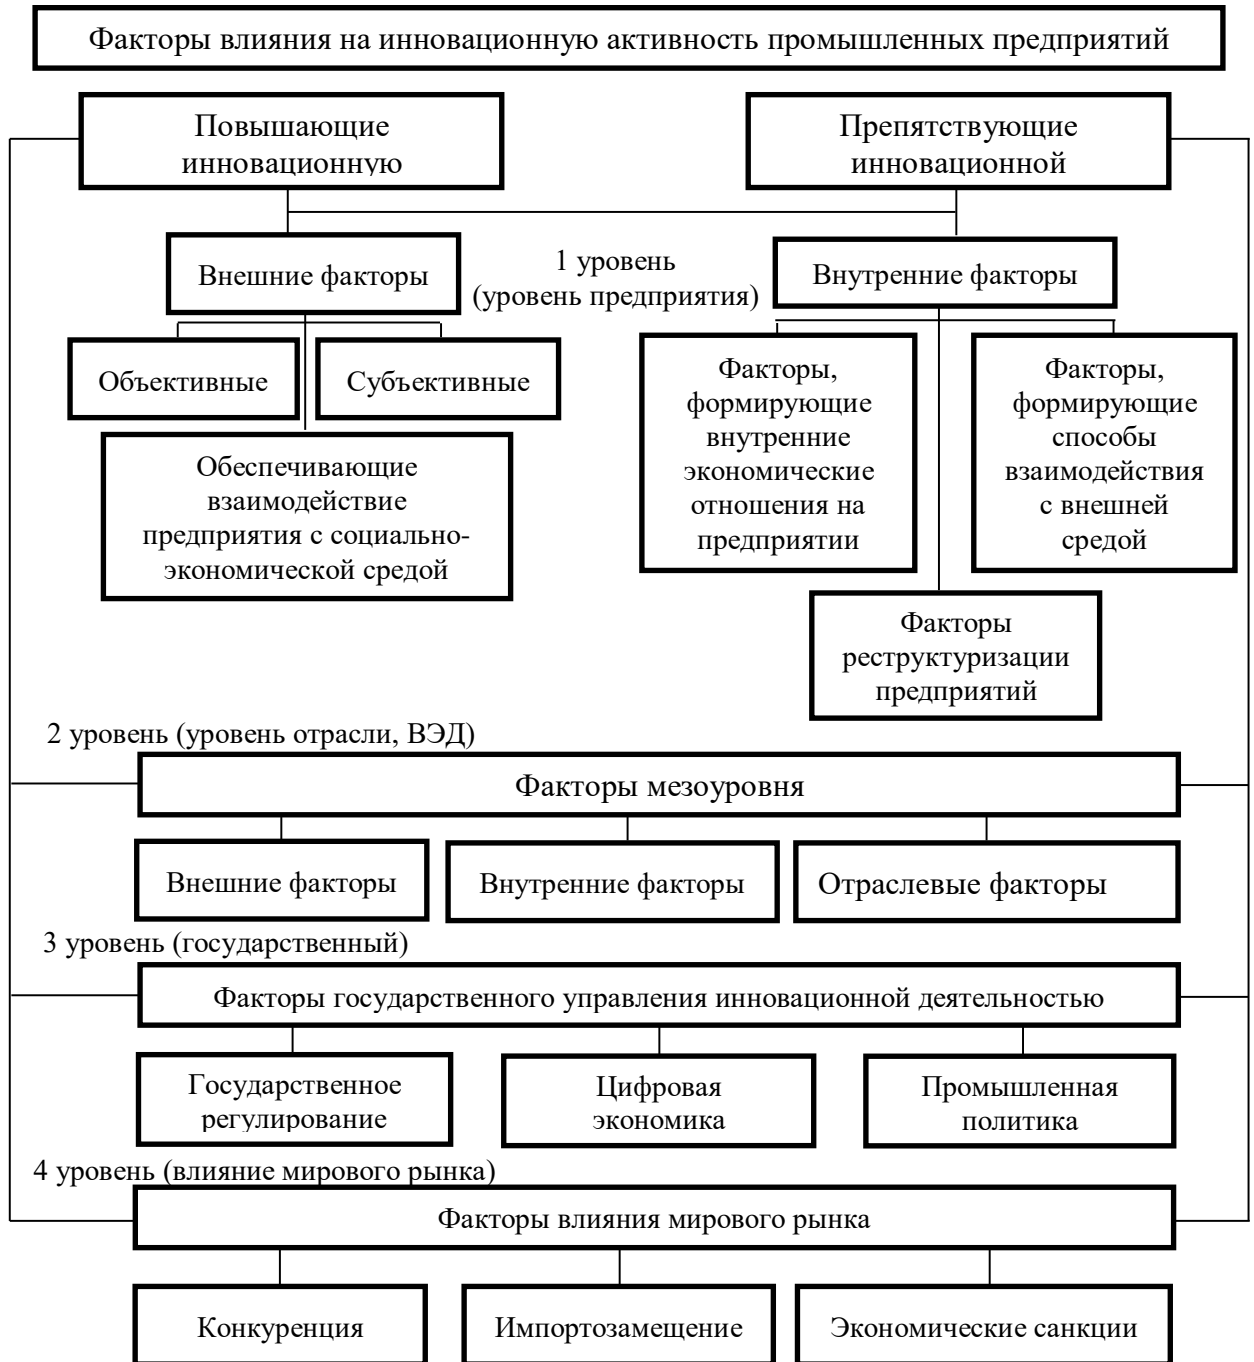 Факторы влияния на инновационную активность промышленных предприятий
Повышающие
инновационную
Препятствующие
инновационной
Внешние факторы
1 уровень
(уровень предприятия)
Внутренние факторы
Объективные
Субъективные
Обеспечивающие
взаимодействие
предприятия с социально-
экономической средой
Факторы,
формирующие
внутренние
экономические
отношения на
предприятии
Факторы,
формирующие
способы
взаимодействия
с внешней
средой
Факторы
реструктуризации
предприятий
2 уровень (уровень отрасли, ВЭД)
Факторы мезоуровня
Внешние факторы
Внутренние факторы
Отраслевые факторы
3 уровень (государственный)
Факторы государственного управления инновационной деятельностью
Государственное
регулирование
Цифровая
экономика
Промышленная
политика
4 уровень (влияние мирового рынка)
Факторы влияния мирового рынка
Конкуренция
Импортозамещение
Экономические санкции